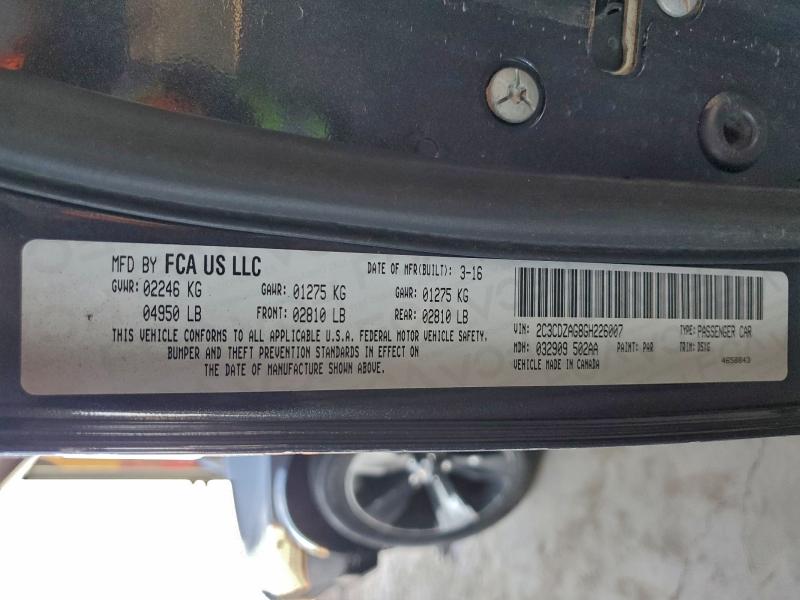 MFD BY FCA US LLC DATE OF MFR(BUILT): 3-16
GVWR: 02246 KG GAWR: 01275 KG GAWR: 01275 KG
04950 LB FRONT: 02810 LB REAR: 02810 LB
THIS VEHICLE CONFORMS TO ALL APPLICABLE U.S.A. FEDERAL MOTOR VEHICLE SAFETY,
BUMPER AND THEFT PREVENTION STANDARDS IN EFFECT ON
THE DATE OF MANUFACTURE SHOWN ABOVE.
VIN: 2C3CDZAG8GH226007 TYPE: PASSENGER CAR
MDH: 032909 502AA PAINT: PAR TRIM: DSX6
VEHICLE MADE IN CANADA 4658043